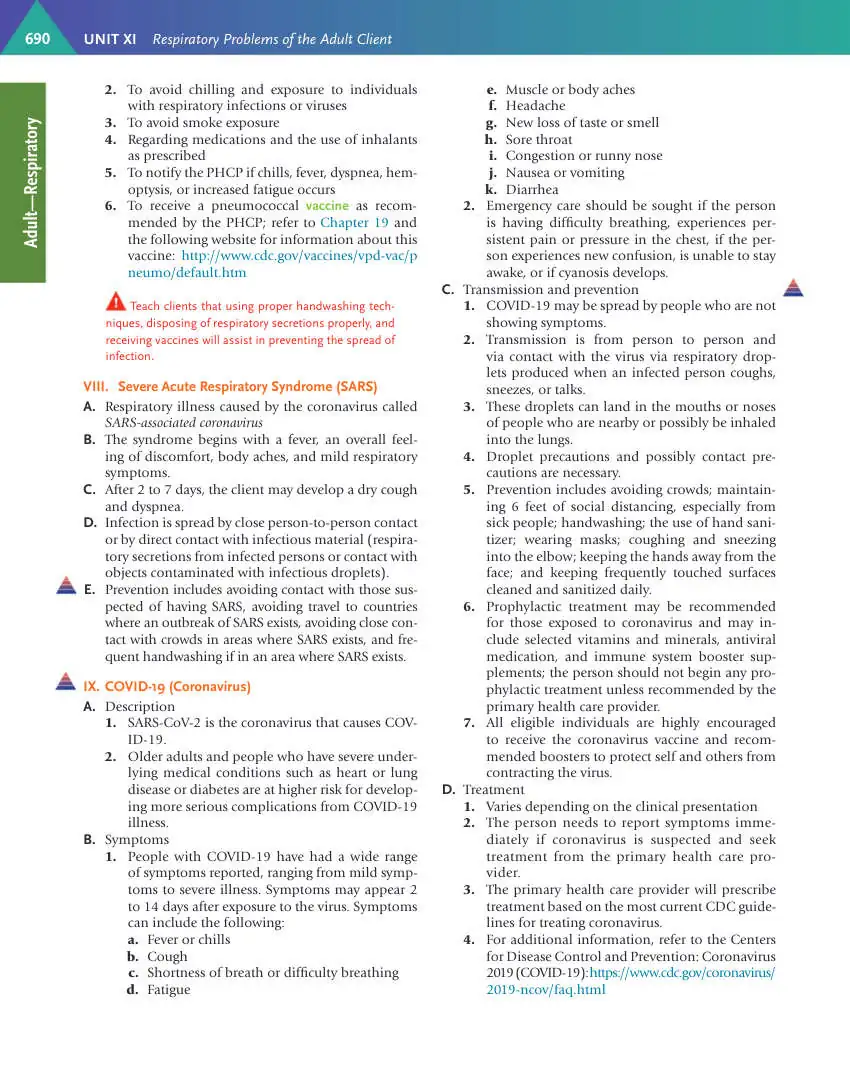 690 UNIT XI Respiratory Problems of the Adult Client
Adult—Respiratory
2. To avoid chilling and exposure to individuals
with respiratory infections or viruses
3. To avoid smoke exposure
4. Regarding medications and the use of inhalants
as prescribed
5. To notify the PHCP if chills, fever, dyspnea, hem-
optysis, or increased fatigue occurs
6. To receive a pneumococcal vaccine as recom-
mended by the PHCP; refer to Chapter 19 and
the following website for information about this
vaccine: http://www.cdc.gov/vaccines/vpd-vac/p
neumo/default.htm
Teach clients that using proper handwashing tech-
niques, disposing of respiratory secretions properly, and
receiving vaccines will assist in preventing the spread of
infection.
VIII. Severe Acute Respiratory Syndrome (SARS)
A. Respiratory illness caused by the coronavirus called
SARS-associated coronavirus
B. The syndrome begins with a fever, an overall feel-
ing of discomfort, body aches, and mild respiratory
symptoms.
C. After 2 to 7 days, the client may develop a dry cough
and dyspnea.
D. Infection is spread by close person-to-person contact
or by direct contact with infectious material (respira-
tory secretions from infected persons or contact with
objects contaminated with infectious droplets).
E. Prevention includes avoiding contact with those sus-
pected of having SARS, avoiding travel to countries
where an outbreak of SARS exists, avoiding close con-
tact with crowds in areas where SARS exists, and fre-
quent handwashing if in an area where SARS exists.
IX. COVID-19 (Coronavirus)
A. Description
1. SARS-CoV-2 is the coronavirus that causes COV-
ID-19.
2. Older adults and people who have severe under-
lying medical conditions such as heart or lung
disease or diabetes are at higher risk for develop-
ing more serious complications from COVID-19
illness.
B. Symptoms
1. People with COVID-19 have had a wide range
of symptoms reported, ranging from mild symp-
toms to severe illness. Symptoms may appear 2
to 14 days after exposure to the virus. Symptoms
can include the following:
a. Fever or chills
b. Cough
c. Shortness of breath or difficulty breathing
d. Fatigue
e. Muscle or body aches
f. Headache
g. New loss of taste or smell
h. Sore throat
i. Congestion or runny nose
j. Nausea or vomiting
k. Diarrhea
2. Emergency care should be sought if the person
is having difficulty breathing, experiences per-
sistent pain or pressure in the chest, if the per-
son experiences new confusion, is unable to stay
awake, or if cyanosis develops.
C. Transmission and prevention
1. COVID-19 may be spread by people who are not
showing symptoms.
2. Transmission is from person to person and
via contact with the virus via respiratory drop-
lets produced when an infected person coughs,
sneezes, or talks.
3. These droplets can land in the mouths or noses
of people who are nearby or possibly be inhaled
into the lungs.
4. Droplet precautions and possibly contact pre-
cautions are necessary.
5. Prevention includes avoiding crowds; maintain-
ing 6 feet of social distancing, especially from
sick people; handwashing; the use of hand sani-
tizer; wearing masks; coughing and sneezing
into the elbow; keeping the hands away from the
face; and keeping frequently touched surfaces
cleaned and sanitized daily.
6. Prophylactic treatment may be recommended
for those exposed to coronavirus and may in-
clude selected vitamins and minerals, antiviral
medication, and immune system booster sup-
plements; the person should not begin any pro-
phylactic treatment unless recommended by the
primary health care provider.
7. All eligible individuals are highly encouraged
to receive the coronavirus vaccine and recom-
mended boosters to protect self and others from
contracting the virus.
D. Treatment
1. Varies depending on the clinical presentation
2. The person needs to report symptoms imme-
diately if coronavirus is suspected and seek
treatment from the primary health care pro-
vider.
3. The primary health care provider will prescribe
treatment based on the most current CDC guide-
lines for treating coronavirus.
4. For additional information, refer to the Centers
for Disease Control and Prevention: Coronavirus
2019 (COVID-19): https://www.cdc.gov/coronavirus/
2019-ncov/faq.html